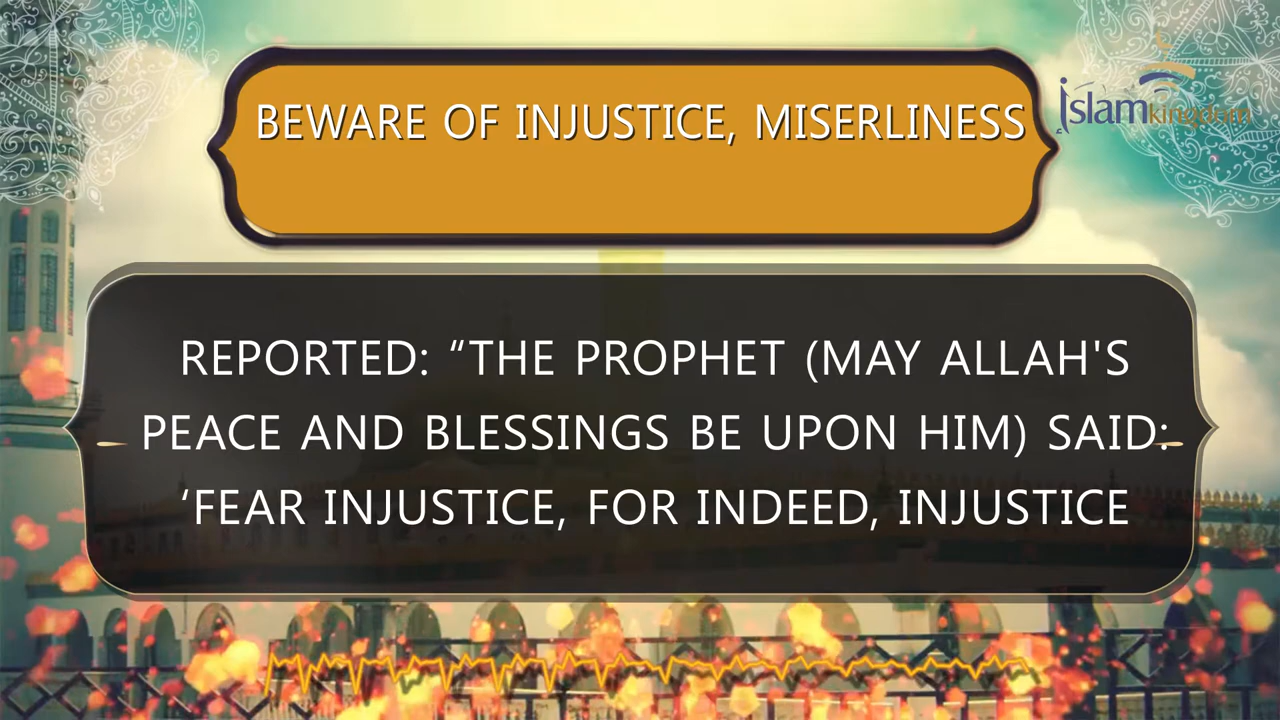 BEWARE OF INJUSTICE, MISERLINESS
islamkingdom
REPORTED: “THE PROPHET (MAY ALLAH'S
PEACE AND BLESSINGS BE UPON HIM) SAID:
‘FEAR INJUSTICE, FOR INDEED, INJUSTICE